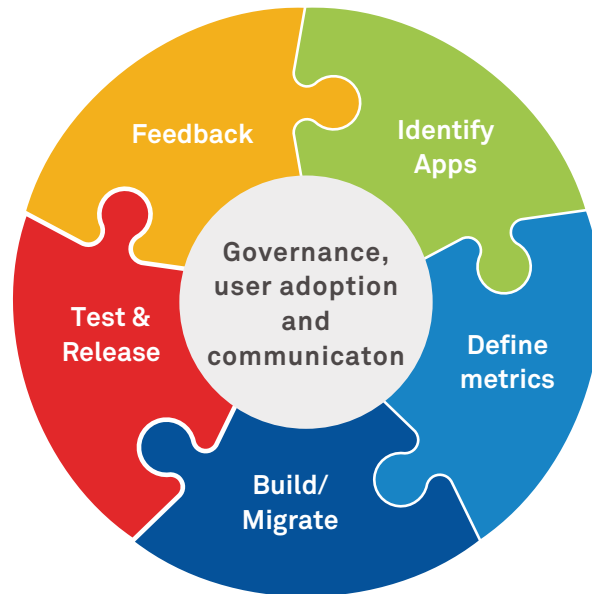 Feedback
Identify
Apps
Governance,
user adoption
and
communicaton
Test &
Release
Define
metrics
Build/
Migrate